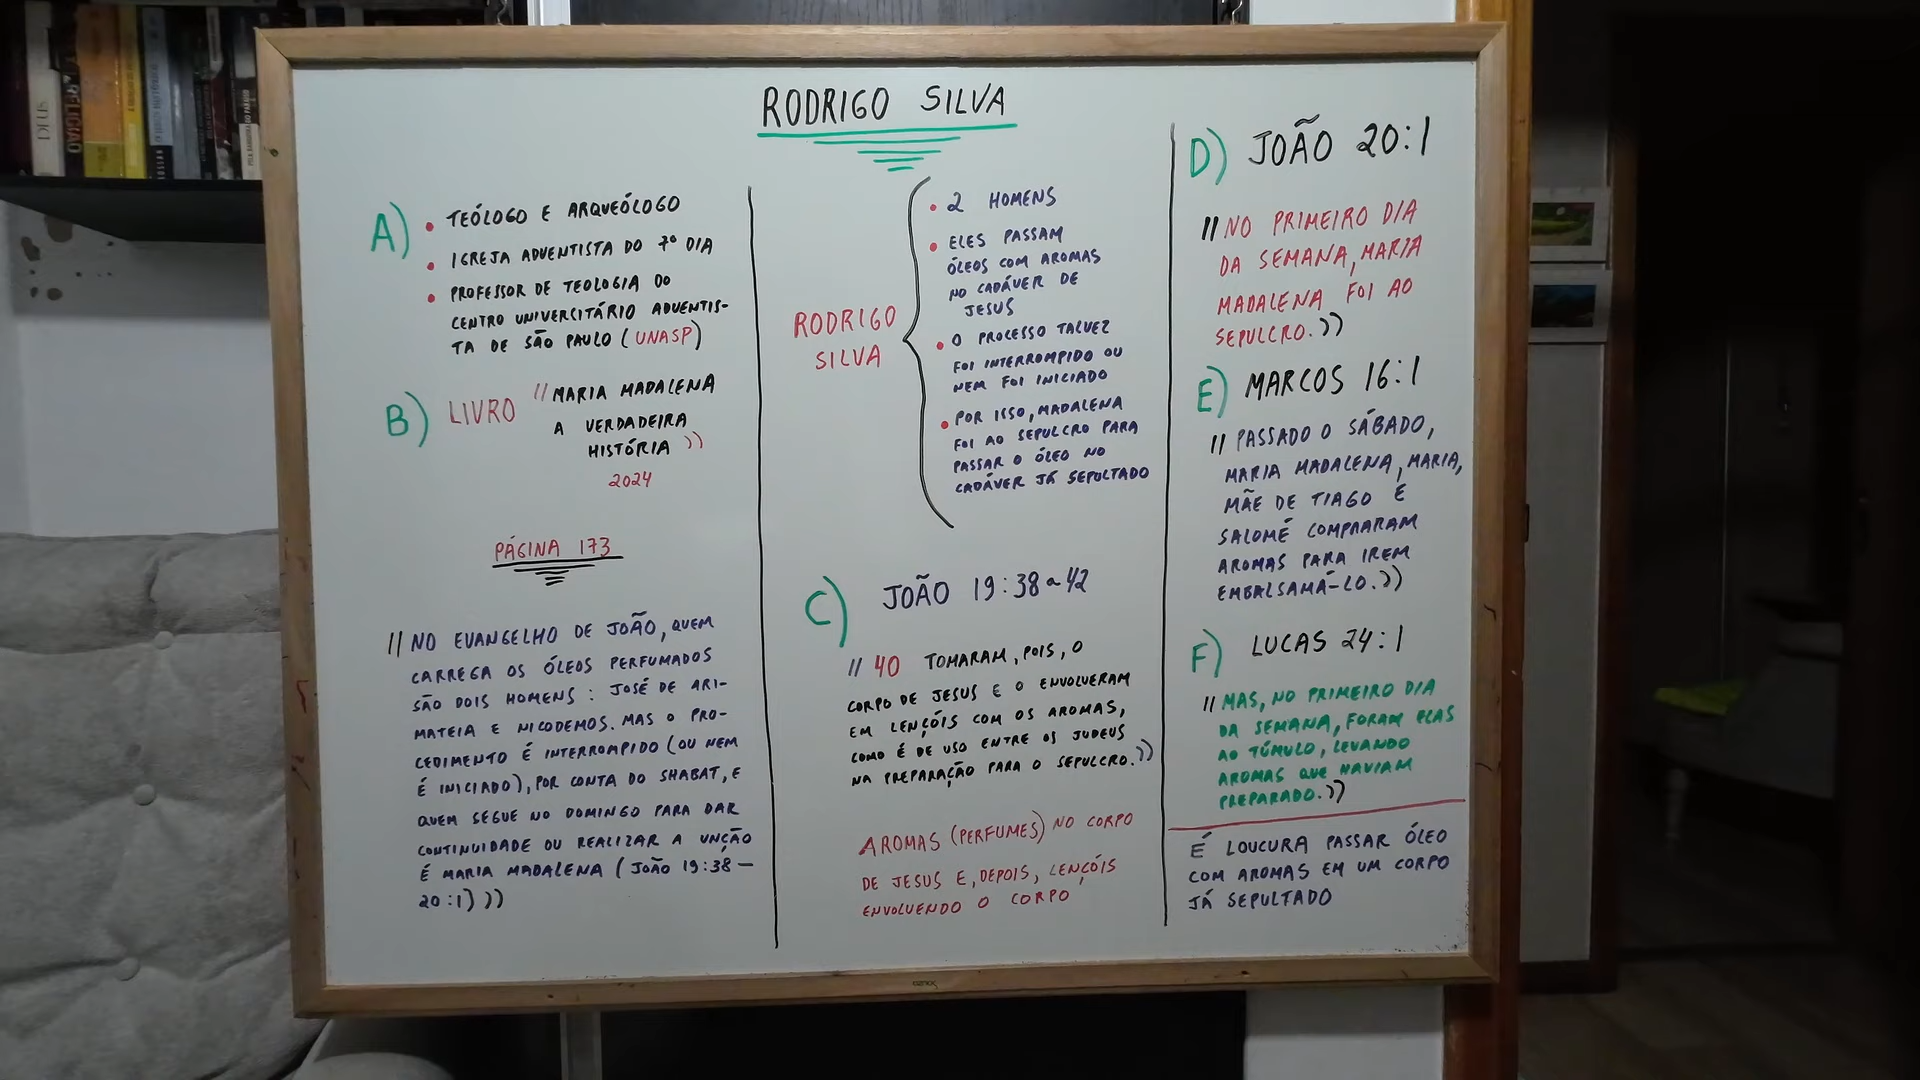 RODRIGO SILVA
A)
• TEÓLOGO E ARQUEÓLOGO
• IGREJA ADVENTISTA DO 7º DIA
• PROFESSOR DE TEOLOGIA DO
CENTRO UNIVERCITÁRIO ADVENTIS-
TA DE SÃO PAULO (UNASP)
B) LIVRO "MARIA MADALENA
A VERDADEIRA
HISTÓRIA"
2024
PÁGINA 173
"NO EVANGELHO DE JOÃO, QUEM
CARREGA OS ÓLEOS PERFUMADOS
SÃO DOIS HOMENS: JOSÉ DE ARI-
MATEIA E NICODEMOS. MAS O PRO-
CEDIMENTO É INTERROMPIDO (OU NEM
É INICIADO), POR CONTA DO SHABAT, E
QUEM SEGUE NO DOMINGO PARA DAR
CONTINUIDADE OU REALIZAR A UNÇÃO
É MARIA MADALENA (JOÃO 19:38 —
20:1)"
RODRIGO
SILVA
• 2 HOMENS
• ELES PASSAM
ÓLEOS COM AROMAS
NO CADÁVER DE
JESUS
• O PROCESSO TALVEZ
FOI INTERROMPIDO OU
NEM FOI INICIADO
• POR ISSO, MADALENA
FOI AO SEPULCRO PARA
PASSAR O ÓLEO NO
CADÁVER JÁ SEPULTADO
C) JOÃO 19:38 a 42
"40 TOMARAM, POIS, O
CORPO DE JESUS E O ENVOLVERAM
EM LENÇÓIS COM OS AROMAS,
COMO É DE USO ENTRE OS JUDEUS
NA PREPARAÇÃO PARA O SEPULCRO."
AROMAS (PERFUMES) NO CORPO
DE JESUS E, DEPOIS, LENÇÓIS
ENVOLVENDO O CORPO
D) JOÃO 20:1
"NO PRIMEIRO DIA
DA SEMANA, MARIA
MADALENA FOI AO
SEPULCRO."
E) MARCOS 16:1
"PASSADO O SÁBADO,
MARIA MADALENA, MARIA,
MÃE DE TIAGO E
SALOMÉ COMPRARAM
AROMAS PARA IREM
EMBALSAMÁ-LO."
F) LUCAS 24:1
"MAS, NO PRIMEIRO DIA
DA SEMANA, FORAM ELAS
AO TÚMULO, LEVANDO
AROMAS QUE HAVIAM
PREPARADO."
É LOUCURA PASSAR ÓLEO
COM AROMAS EM UM CORPO
JÁ SEPULTADO
DEUS
RELIGIÃO